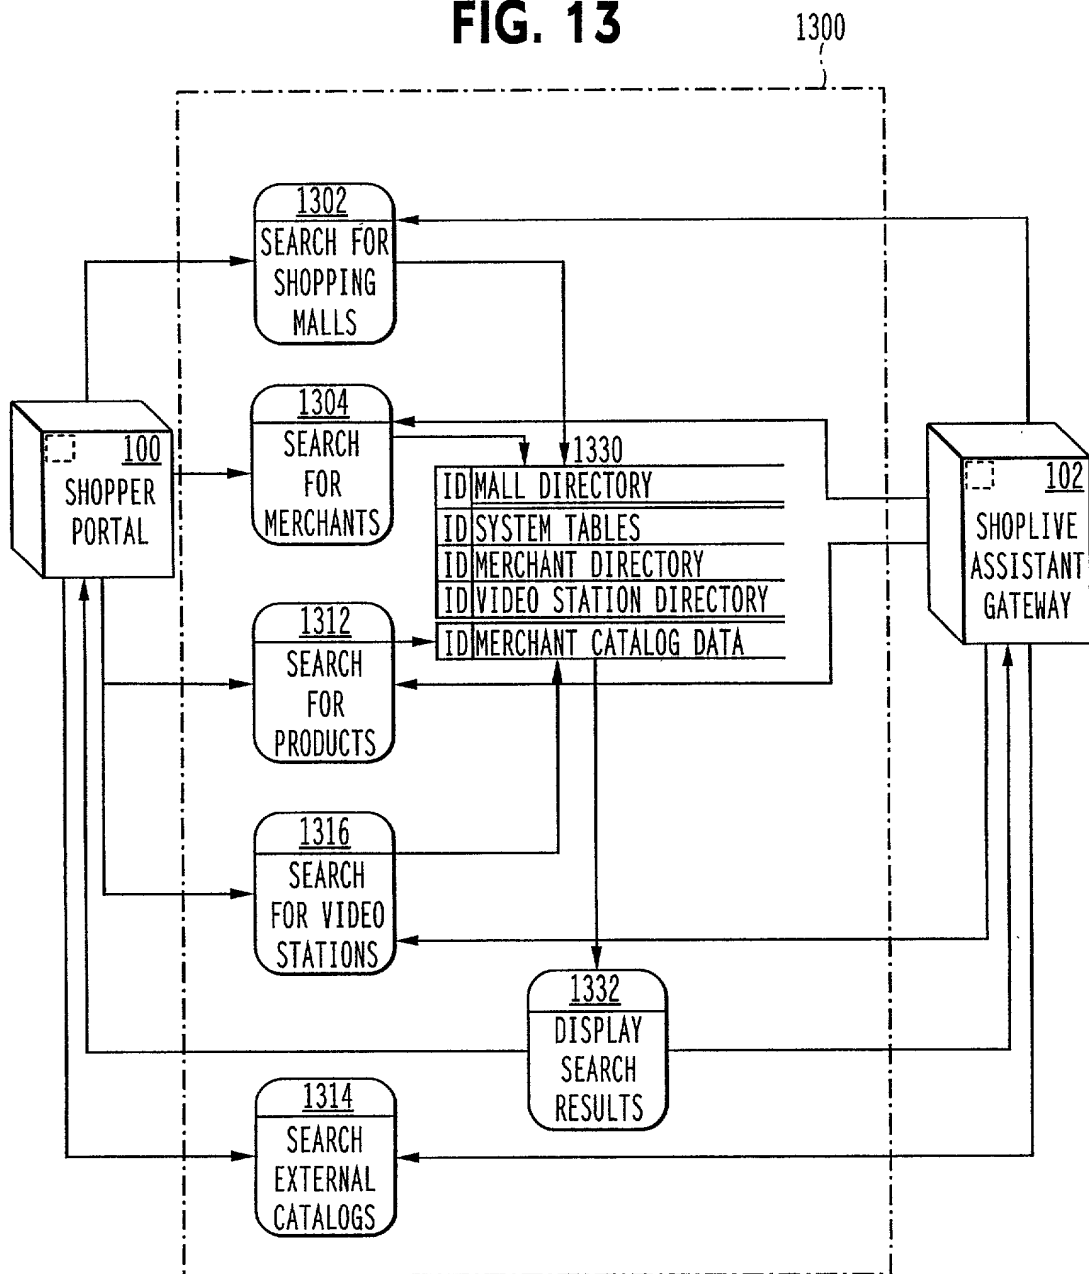 FIG. 13
1300
1302
SEARCH FOR
SHOPPING
MALLS
1304
SEARCH
FOR
MERCHANTS
100
SHOPPER
PORTAL
1330
ID MALL DIRECTORY
ID SYSTEM TABLES
ID MERCHANT DIRECTORY
ID VIDEO STATION DIRECTORY
ID MERCHANT CATALOG DATA
102
SHOPLIVE
ASSISTANT
GATEWAY
1312
SEARCH
FOR
PRODUCTS
1316
SEARCH
FOR VIDEO
STATIONS
1332
DISPLAY
SEARCH
RESULTS
1314
SEARCH
EXTERNAL
CATALOGS